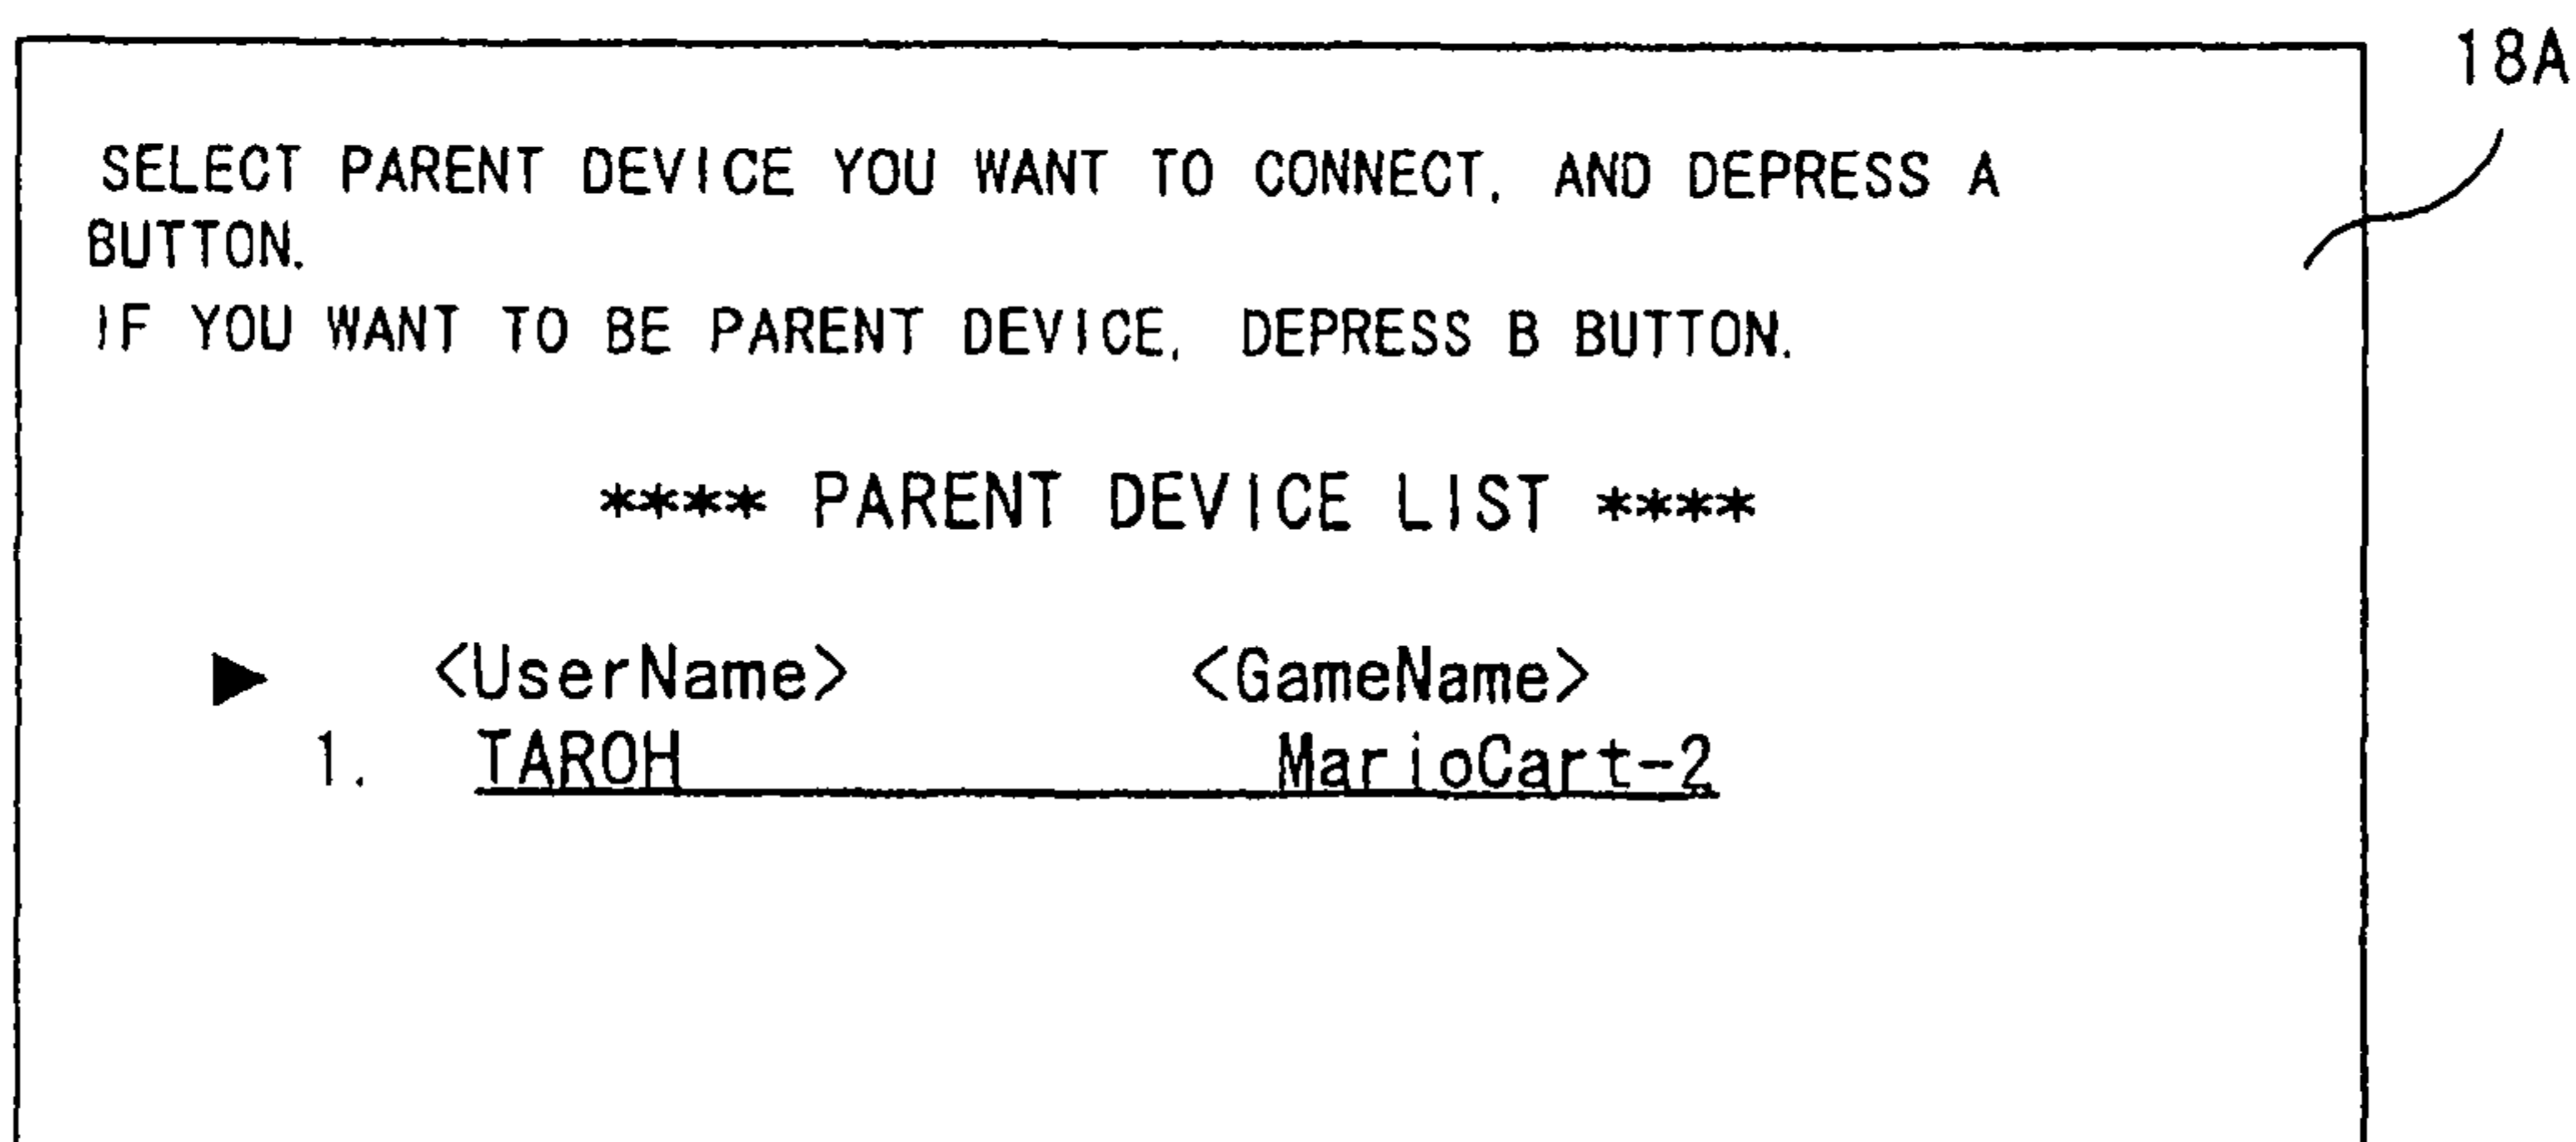 18A
SELECT PARENT DEVICE YOU WANT TO CONNECT, AND DEPRESS A
BUTTON.
IF YOU WANT TO BE PARENT DEVICE, DEPRESS B BUTTON.
**** PARENT DEVICE LIST ****
▶ <UserName> <GameName>
1. TAROH MarioCart-2